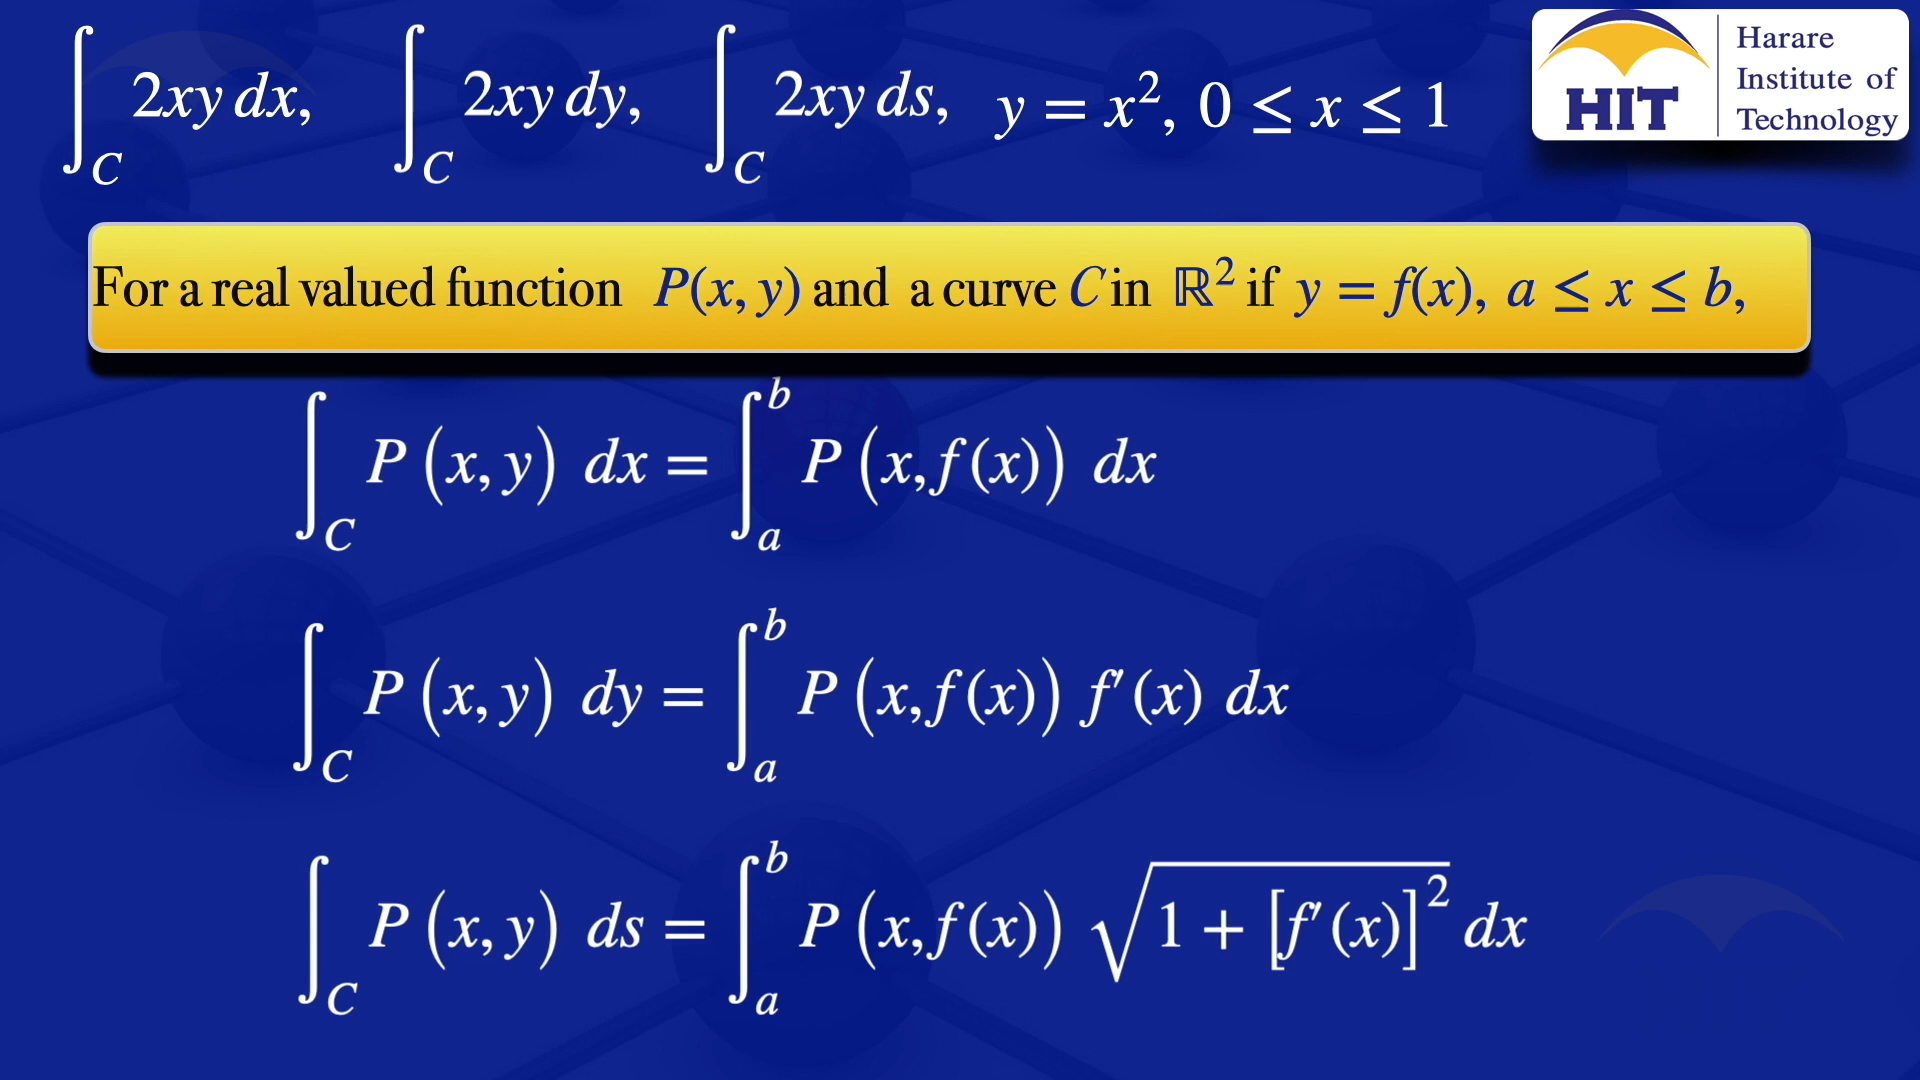 ∫_C 2xy dx, ∫_C 2xy dy, ∫_C 2xy ds, y = x², 0 ≤ x ≤ 1
HIT
Harare
Institute of
Technology
For a real valued function P(x, y) and a curve C in ℝ² if y = f(x), a ≤ x ≤ b,
∫_C P (x, y) dx = ∫_a^b P (x, f (x)) dx
∫_C P (x, y) dy = ∫_a^b P (x, f (x)) f′ (x) dx
∫_C P (x, y) ds = ∫_a^b P (x, f (x)) √(1 + [f′ (x)]²) dx